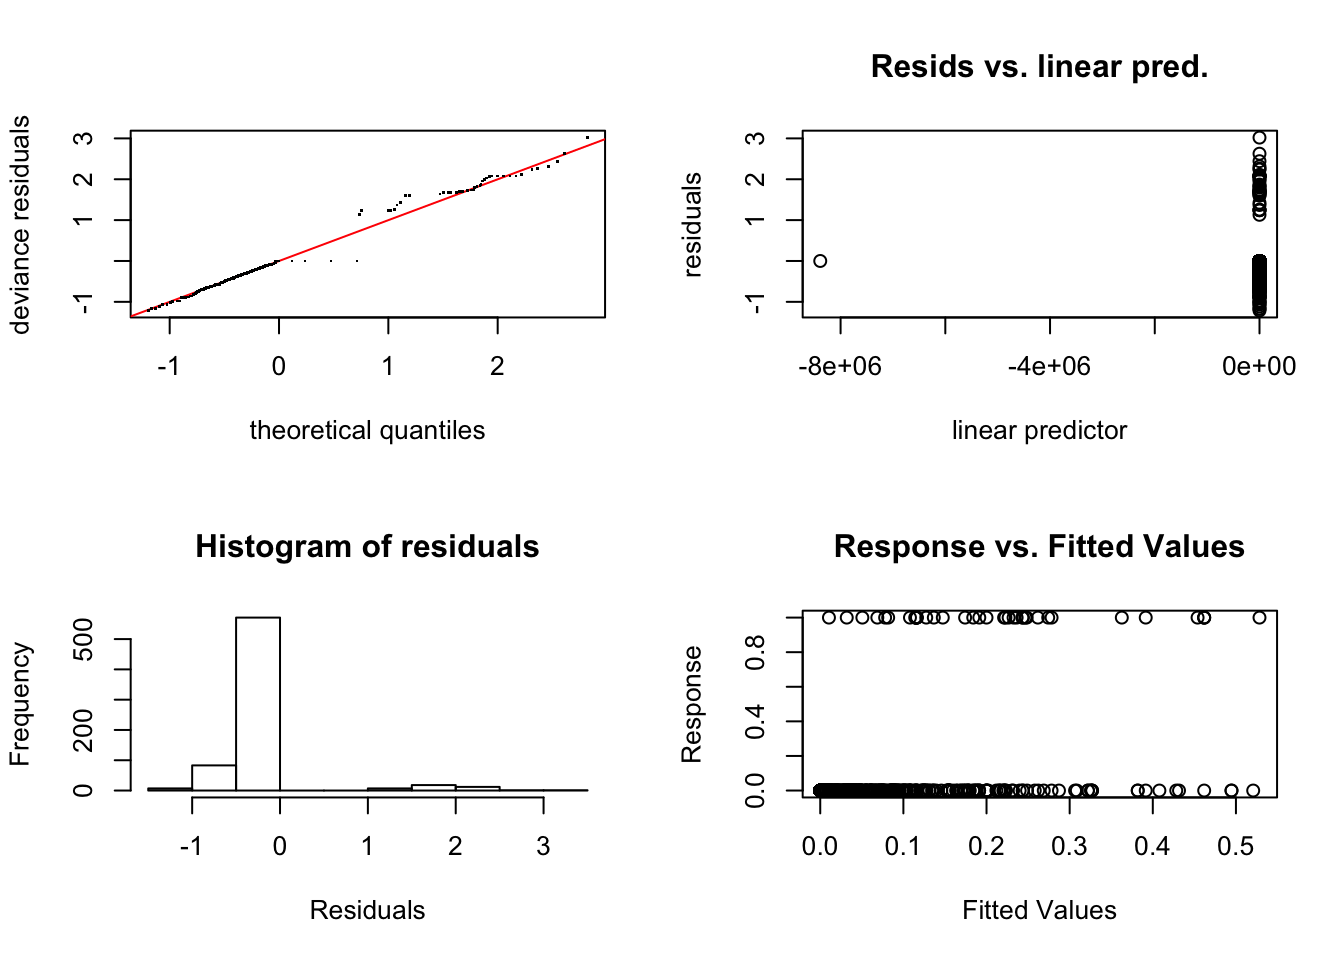 deviance residuals
3
2
1
-1
-1 0 1 2
theoretical quantiles
Resids vs. linear pred.
residuals
3
2
1
-1
-8e+06 -4e+06 0e+00
linear predictor
Histogram of residuals
Frequency
500
200
0
-1 0 1 2 3
Residuals
Response vs. Fitted Values
Response
0.8
0.4
0.0
0.0 0.1 0.2 0.3 0.4 0.5
Fitted Values